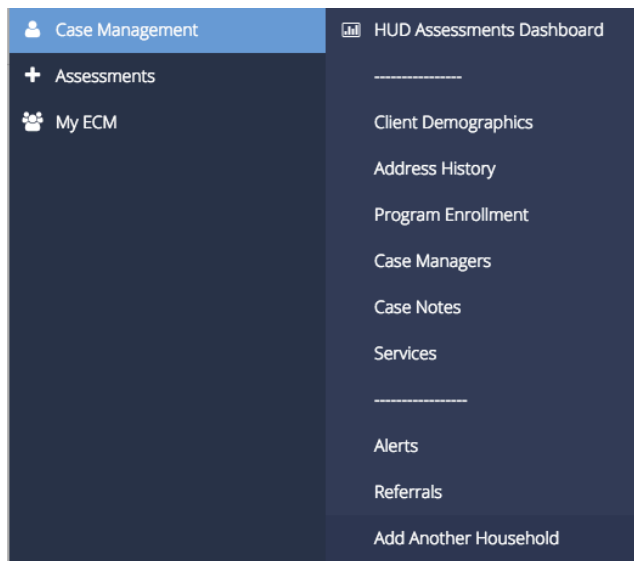 Case Management
Assessments
My ECM
HUD Assessments Dashboard
----------------
Client Demographics
Address History
Program Enrollment
Case Managers
Case Notes
Services
-----------------
Alerts
Referrals
Add Another Household